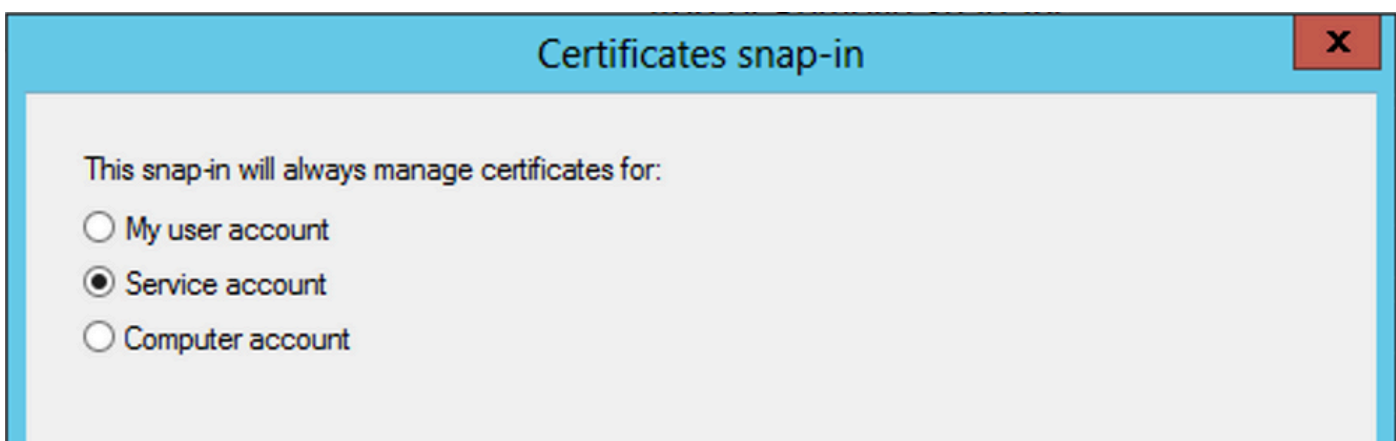 Certificates snap-in
x
This snap-in will always manage certificates for:
My user account
Service account
Computer account